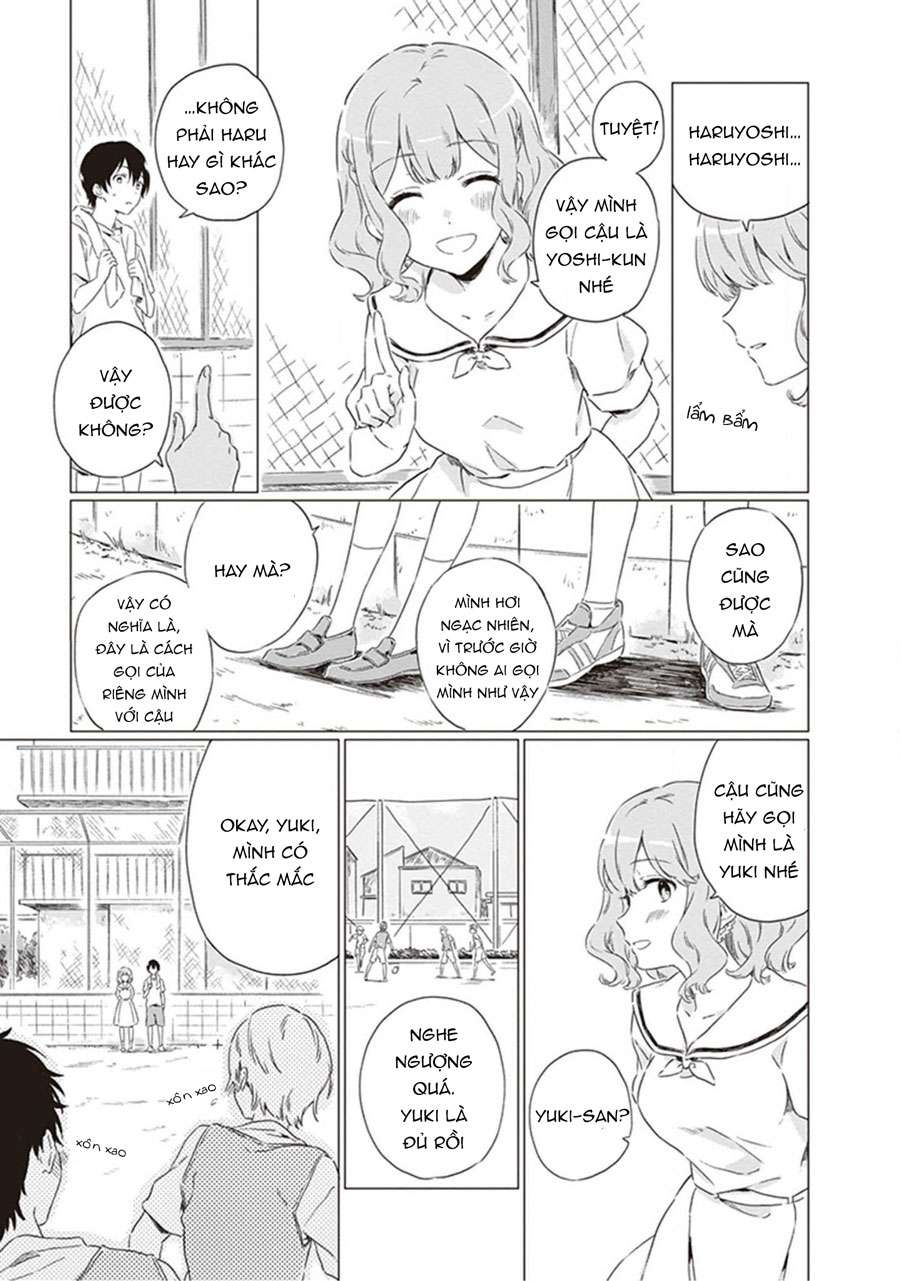 HARUYOSHI...
HARUYOSHI...
lẩm bẩm
TUYỆT!
VẬY MÌNH
GỌI CẬU LÀ
YOSHI-KUN
NHÉ
...KHÔNG
PHẢI HARU
HAY GÌ KHÁC
SAO?
VẬY
ĐƯỢC
KHÔNG?
SAO
CŨNG
ĐƯỢC
MÀ
MÌNH HƠI
NGẠC NHIÊN,
VÌ TRƯỚC GIỜ
KHÔNG AI GỌI
MÌNH NHƯ VẬY
HAY MÀ?
VẬY CÓ
NGHĨA LÀ,
ĐÂY LÀ CÁCH
GỌI CỦA
RIÊNG MÌNH
VỚI CẬU
CẬU CŨNG
HÃY GỌI
MÌNH LÀ
YUKI NHÉ
YUKI-SAN?
NGHE
NGƯỢNG
QUÁ.
YUKI LÀ
ĐỦ RỒI
OKAY, YUKI,
MÌNH CÓ
THẮC MẮC
xôn xao
xôn xao